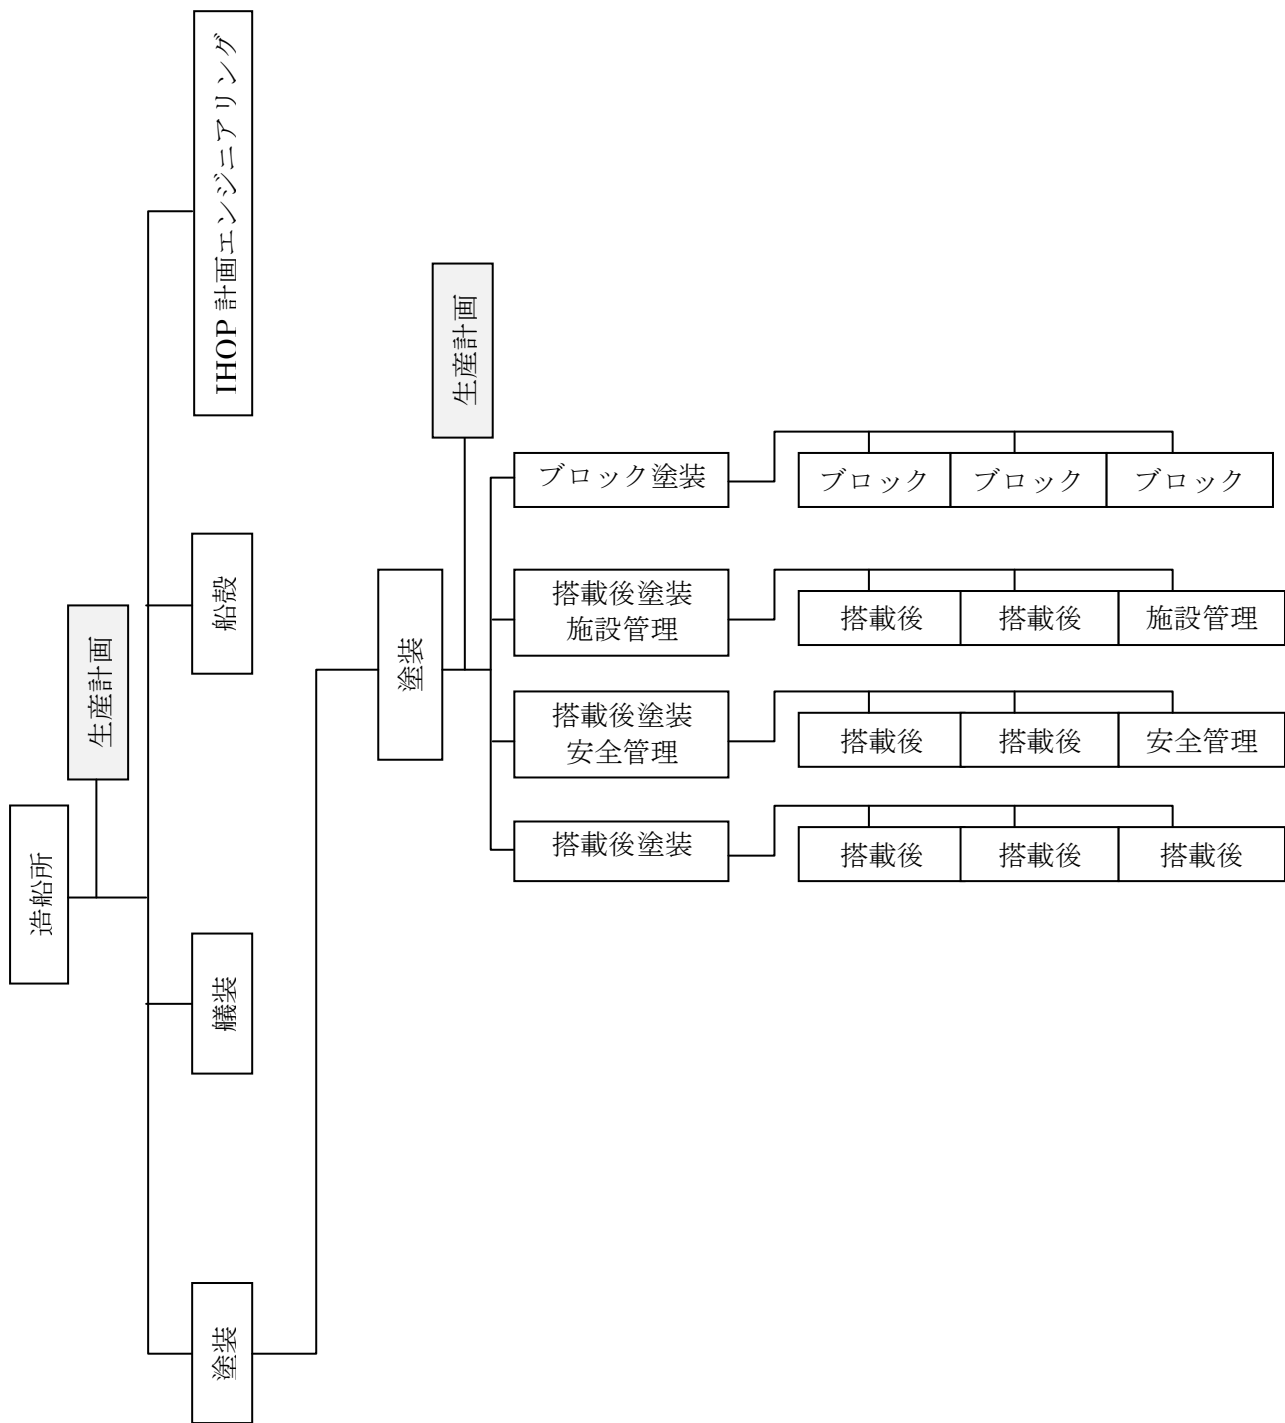 造船所
生産計画
塗装
艤装
船殻
IHOP 計画エンジニアリング
塗装
生産計画
ブロック塗装
ブロック
ブロック
ブロック
搭載後塗装
施設管理
搭載後
搭載後
施設管理
搭載後塗装
安全管理
搭載後
搭載後
安全管理
搭載後塗装
搭載後
搭載後
搭載後